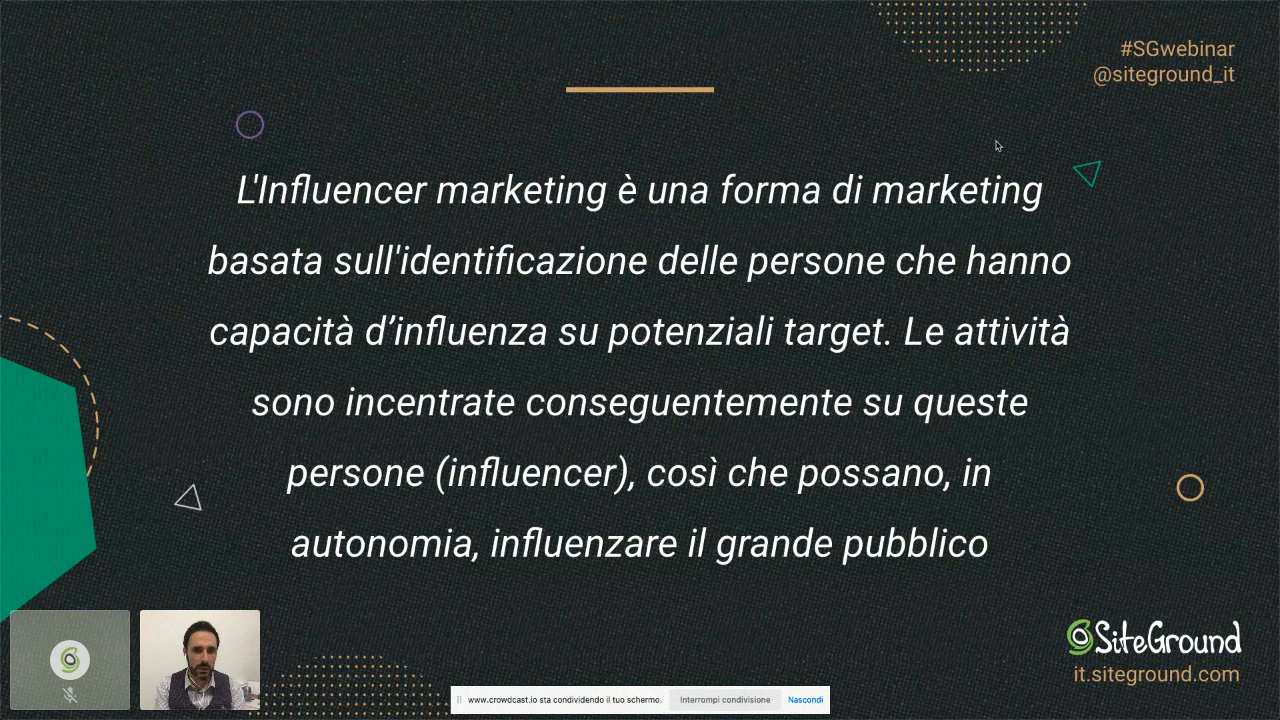 #SGwebinar
@siteground_it
L'Influencer marketing è una forma di marketing
basata sull'identificazione delle persone che hanno
capacità d’influenza su potenziali target. Le attività
sono incentrate conseguentemente su queste
persone (influencer), così che possano, in
autonomia, influenzare il grande pubblico
SiteGround
it.siteground.com
www.crowdcast.io sta condividendo il tuo schermo. Interrompi condivisione Nascondi